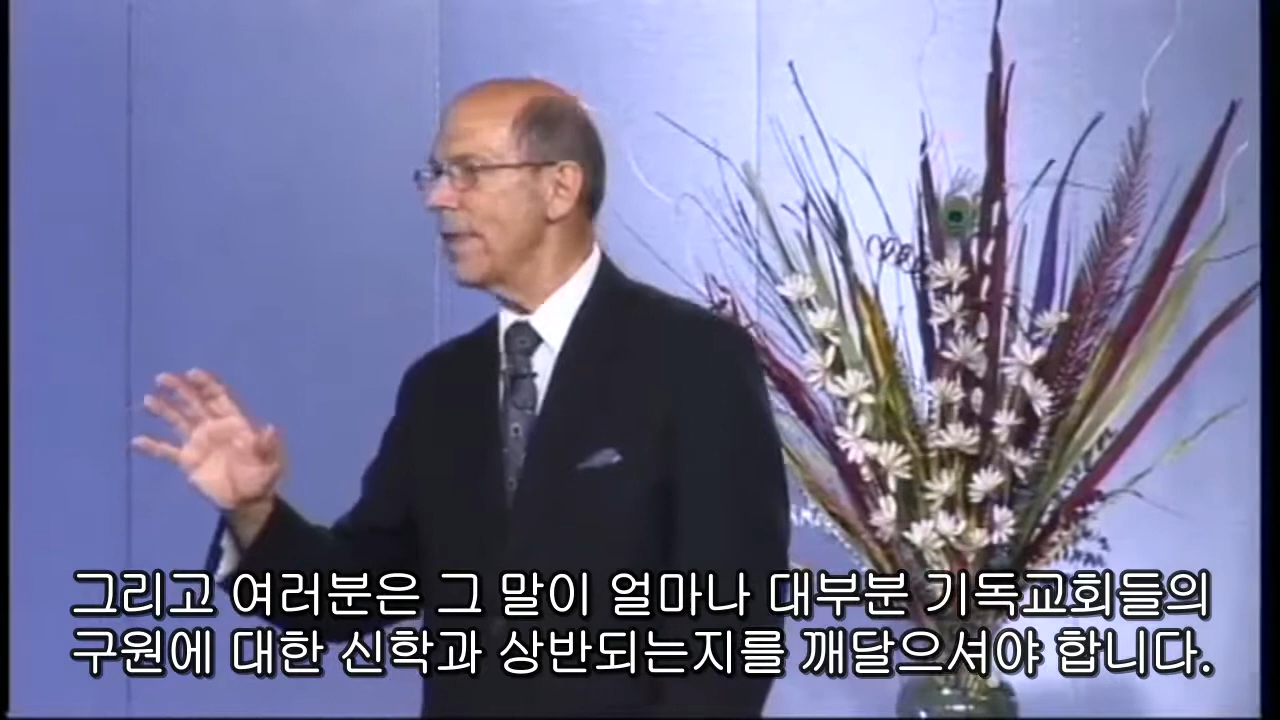 그리고 여러분은 그 말이 얼마나 대부분 기독교회들의
구원에 대한 신학과 상반되는지를 깨달으셔야 합니다.